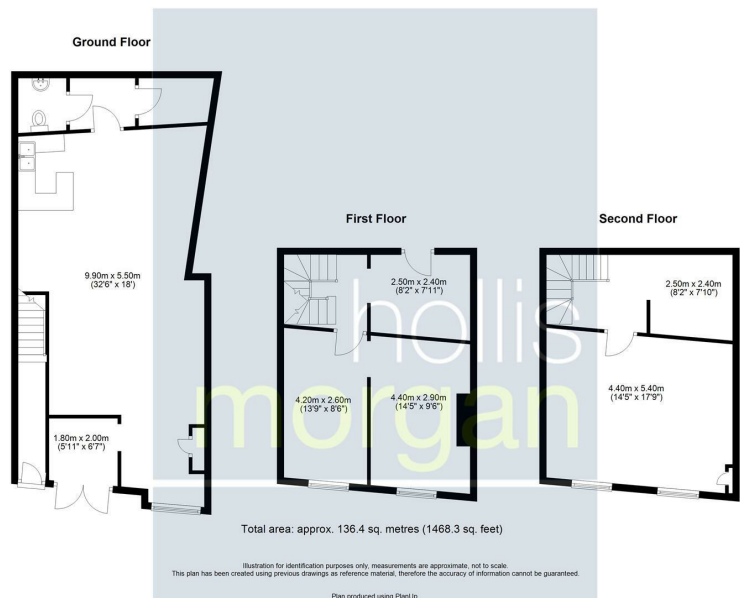 Ground Floor
First Floor
Second Floor
9.90m x 5.50m
(32'6" x 18')
2.50m x 2.40m
(8'2" x 7'11")
2.50m x 2.40m
(8'2" x 7'10")
4.20m x 2.60m
(13'9" x 8'6")
4.40m x 2.90m
(14'5" x 9'6")
4.40m x 5.40m
(14'5" x 17'9")
1.80m x 2.00m
(5'11" x 6'7")
hollis
morgan
Total area: approx. 136.4 sq. metres (1468.3 sq. feet)
Illustration for identification purposes only, measurements are approximate, not to scale.
This plan has been created using previous drawings as reference material, therefore the accuracy of information cannot be guaranteed.
Plan produced using PlanUp.